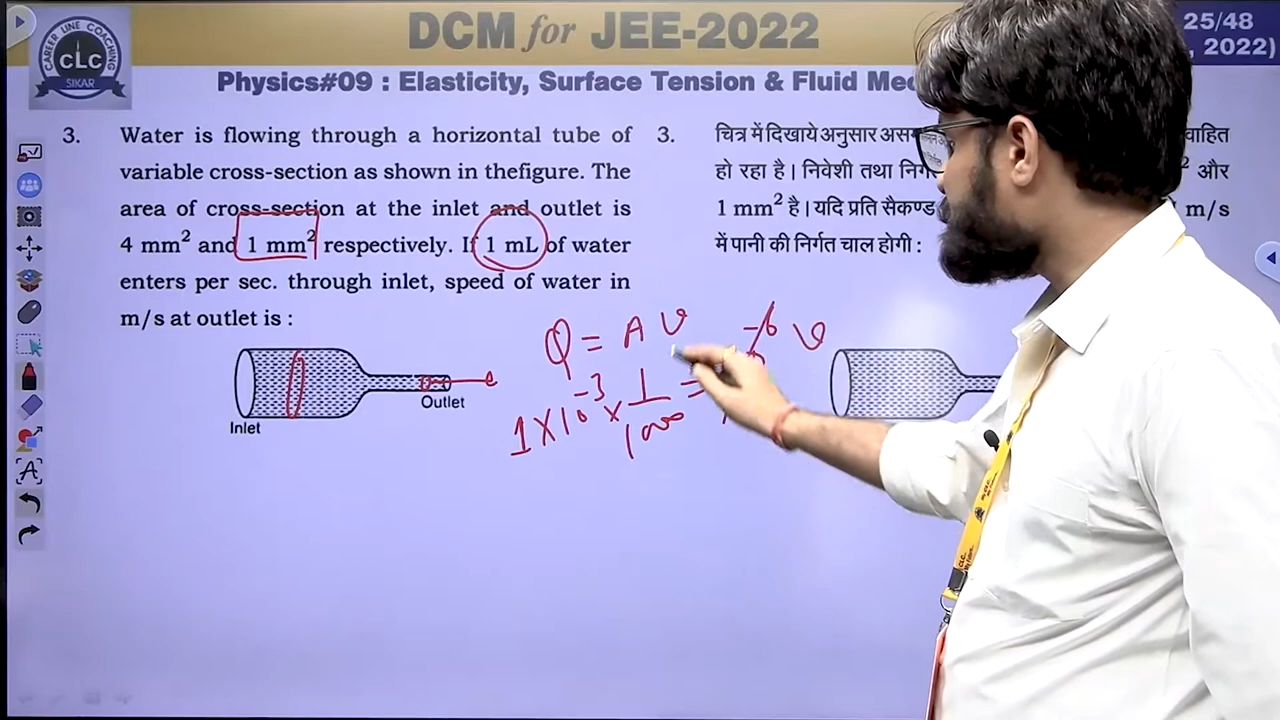 DCM for JEE-2022
25/48
, 2022)
CAREER LINE COACHING
CLC
SIKAR
Physics#09 : Elasticity, Surface Tension & Fluid Me
3. Water is flowing through a horizontal tube of
variable cross-section as shown in thefigure. The
area of cross-section at the inlet and outlet is
4 mm² and 1 mm² respectively. If 1 mL of water
enters per sec. through inlet, speed of water in
m/s at outlet is :
Inlet
Outlet
Q = A v
1 × 10⁻³ × 1/1000 =
-6 v
3. चित्र में दिखाये अनुसार
हो रहा है। निवेशी तथा
² और
1 mm² है। यदि प्रति सैकण्ड
m/s
में पानी की निर्गत चाल होगी :
CLC